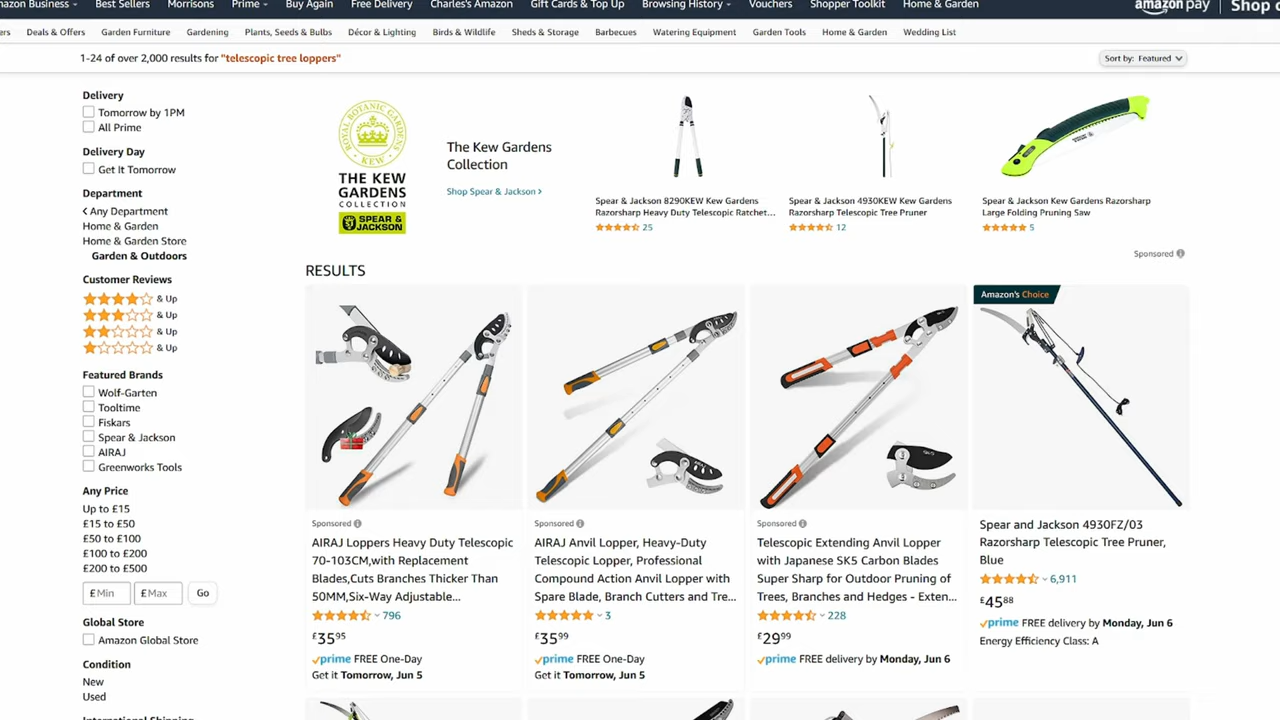 azon Business
Best Sellers
Morrisons
Prime
Buy Again
Free Delivery
Charles's Amazon
Gift Cards & Top Up
Browsing History
Vouchers
Shopper Toolkit
Home & Garden
amazon pay
Shop
ers
Deals & Offers
Garden Furniture
Gardening
Plants, Seeds & Bulbs
Décor & Lighting
Birds & Wildlife
Sheds & Storage
Barbecues
Watering Equipment
Garden Tools
Home & Garden
Wedding List
1-24 of over 2,000 results for "telescopic tree loppers"
Sort by: Featured
Delivery
Tomorrow by 1PM
All Prime
Delivery Day
Get It Tomorrow
Department
Any Department
Home & Garden
Home & Garden Store
Garden & Outdoors
Customer Reviews
& Up
& Up
& Up
& Up
Featured Brands
Wolf-Garten
Tooltime
Fiskars
Spear & Jackson
AIRAJ
Greenworks Tools
Any Price
Up to £15
£15 to £50
£50 to £100
£100 to £200
£200 to £500
£ Min
£ Max
Go
Global Store
Amazon Global Store
Condition
New
Used
International Shipping
ROYAL BOTANIC GARDENS
KEW
THE KEW
GARDENS
COLLECTION
SPEAR &
JACKSON
The Kew Gardens
Collection
Shop Spear & Jackson ›
Spear & Jackson 8290KEW Kew Gardens
Razorsharp Heavy Duty Telescopic Ratchet...
25
Spear & Jackson 4930KEW Kew Gardens
Razorsharp Telescopic Tree Pruner
12
Spear & Jackson Kew Gardens Razorsharp
Large Folding Pruning Saw
5
Sponsored
RESULTS
Sponsored
AIRAJ Loppers Heavy Duty Telescopic
70-103CM,with Replacement
Blades,Cuts Branches Thicker Than
50MM,Six-Way Adjustable...
796
£35 95
prime FREE One-Day
Get it Tomorrow, Jun 5
Sponsored
AIRAJ Anvil Lopper, Heavy-Duty
Telescopic Lopper, Professional
Compound Action Anvil Lopper with
Spare Blade, Branch Cutters and Tre...
3
£35 99
prime FREE One-Day
Get it Tomorrow, Jun 5
Sponsored
Telescopic Extending Anvil Lopper
with Japanese SK5 Carbon Blades
Super Sharp for Outdoor Pruning of
Trees, Branches and Hedges - Exten...
228
£29 99
prime FREE delivery by Monday, Jun 6
Amazon's Choice
Spear and Jackson 4930FZ/03
Razorsharp Telescopic Tree Pruner,
Blue
6,911
£45 88
prime FREE delivery by Monday, Jun 6
Energy Efficiency Class: A